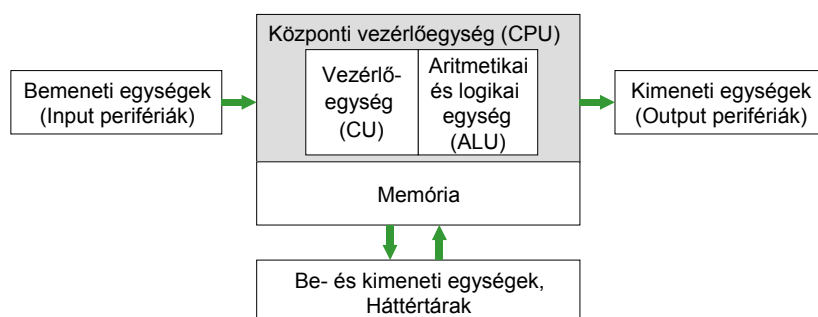 Központi vezérlőegység (CPU)
Bemeneti egységek
(Input perifériák)
Vezérlő-
egység
(CU)
Aritmetikai
és logikai
egység
(ALU)
Kimeneti egységek
(Output perifériák)
Memória
Be- és kimeneti egységek,
Háttértárak